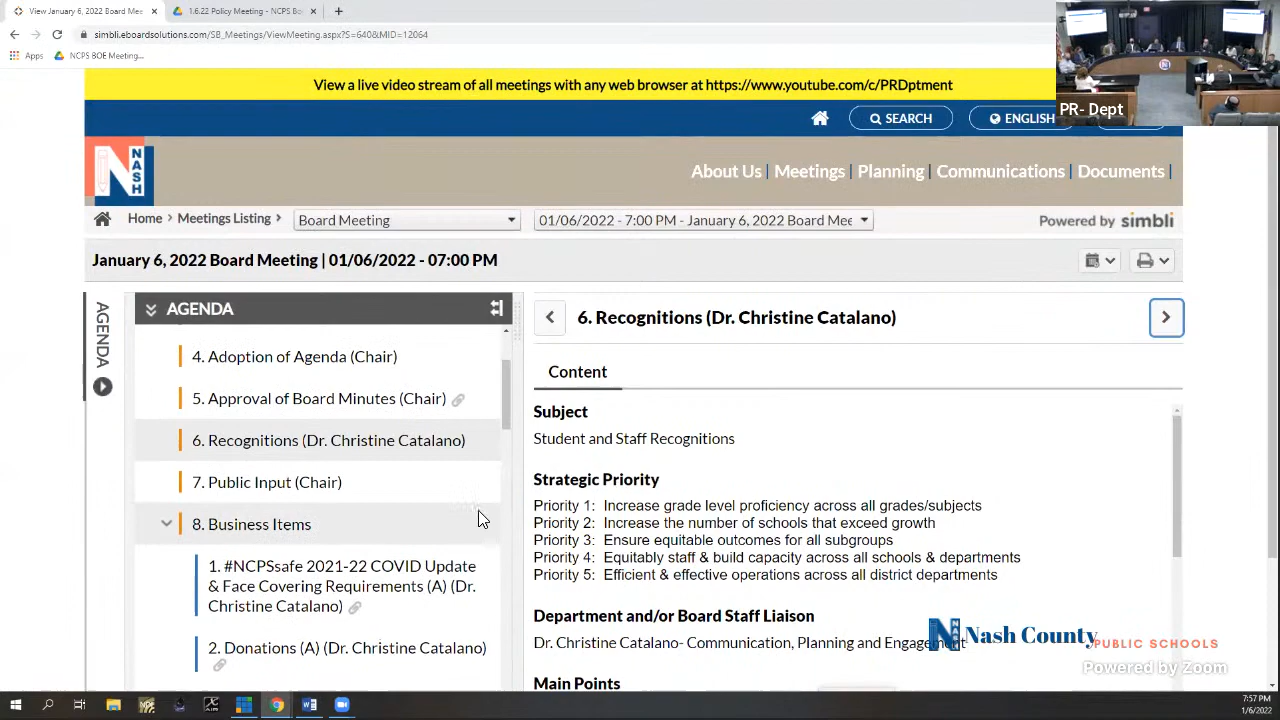 View January 6, 2022 Board Mee
1.6.22 Policy Meeting - NCPS Bo
simbli.eboardsolutions.com/SB_Meetings/ViewMeeting.aspx?S=6400&MID=12064
Apps
NCPS BOE Meeting...
PR- Dept
View a live video stream of all meetings with any web browser at https://www.youtube.com/c/PRDptment
SEARCH
ENGLISH
NASH
About Us | Meetings | Planning | Communications | Documents |
Home > Meetings Listing >
Board Meeting
01/06/2022 - 7:00 PM - January 6, 2022 Board Mee
Powered by simbli
January 6, 2022 Board Meeting | 01/06/2022 - 07:00 PM
AGENDA
AGENDA
4. Adoption of Agenda (Chair)
5. Approval of Board Minutes (Chair)
6. Recognitions (Dr. Christine Catalano)
7. Public Input (Chair)
8. Business Items
1. #NCPSsafe 2021-22 COVID Update
& Face Covering Requirements (A) (Dr.
Christine Catalano)
2. Donations (A) (Dr. Christine Catalano)
6. Recognitions (Dr. Christine Catalano)
Content
Subject
Student and Staff Recognitions
Strategic Priority
Priority 1: Increase grade level proficiency across all grades/subjects
Priority 2: Increase the number of schools that exceed growth
Priority 3: Ensure equitable outcomes for all subgroups
Priority 4: Equitably staff & build capacity across all schools & departments
Priority 5: Efficient & effective operations across all district departments
Department and/or Board Staff Liaison
Dr. Christine Catalano- Communication, Planning and Engagement
Main Points
Nash County
PUBLIC SCHOOLS
Powered by Zoom
7:57 PM
1/6/2022